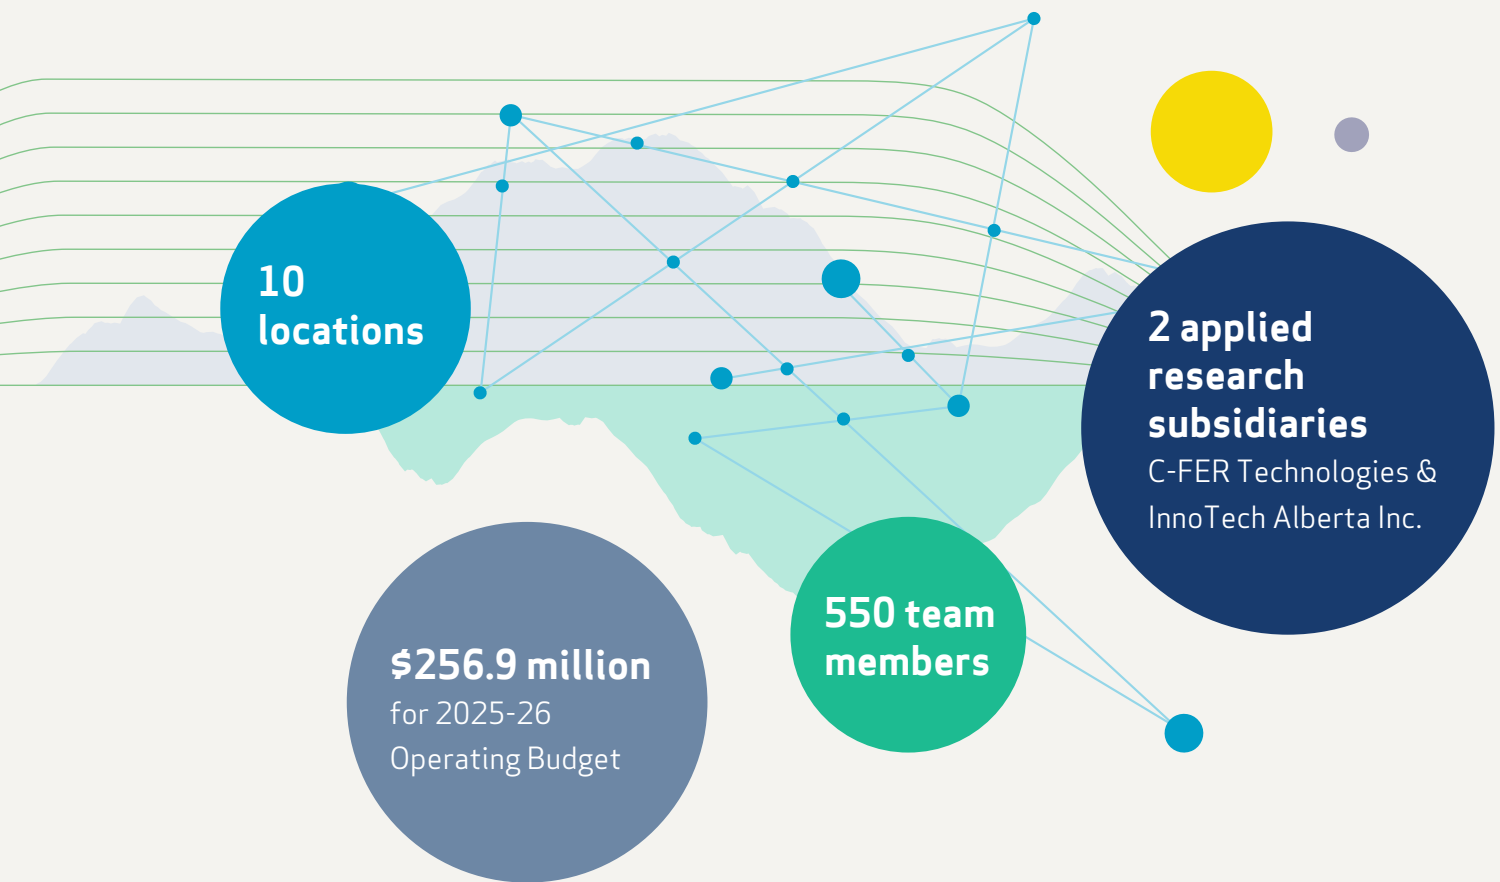 10
locations
2 applied
research
subsidiaries
C-FER Technologies &
InnoTech Alberta Inc.
$256.9 million
for 2025-26
Operating Budget
550 team
members